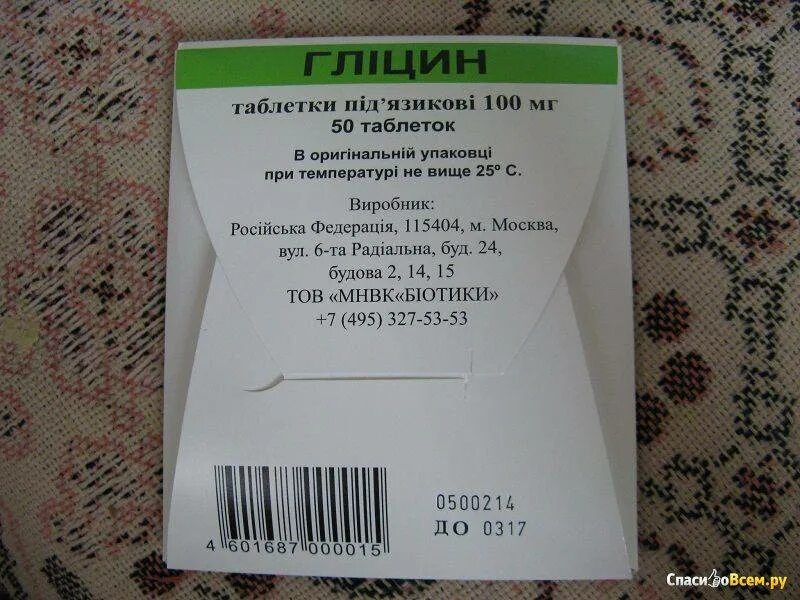 ГЛІЦИН
таблетки під’язикові 100 мг
50 таблеток
В оригінальній упаковці
при температурі не вище 25º С.
Виробник:
Російська Федерація, 115404, м. Москва,
вул. 6-та Радіальна, буд. 24,
будова 2, 14, 15
ТОВ «МНВК«БІОТИКИ»
+7 (495) 327-53-53
0500214
ДО 0317
4 601687 000015
СпасибоВсем.ру